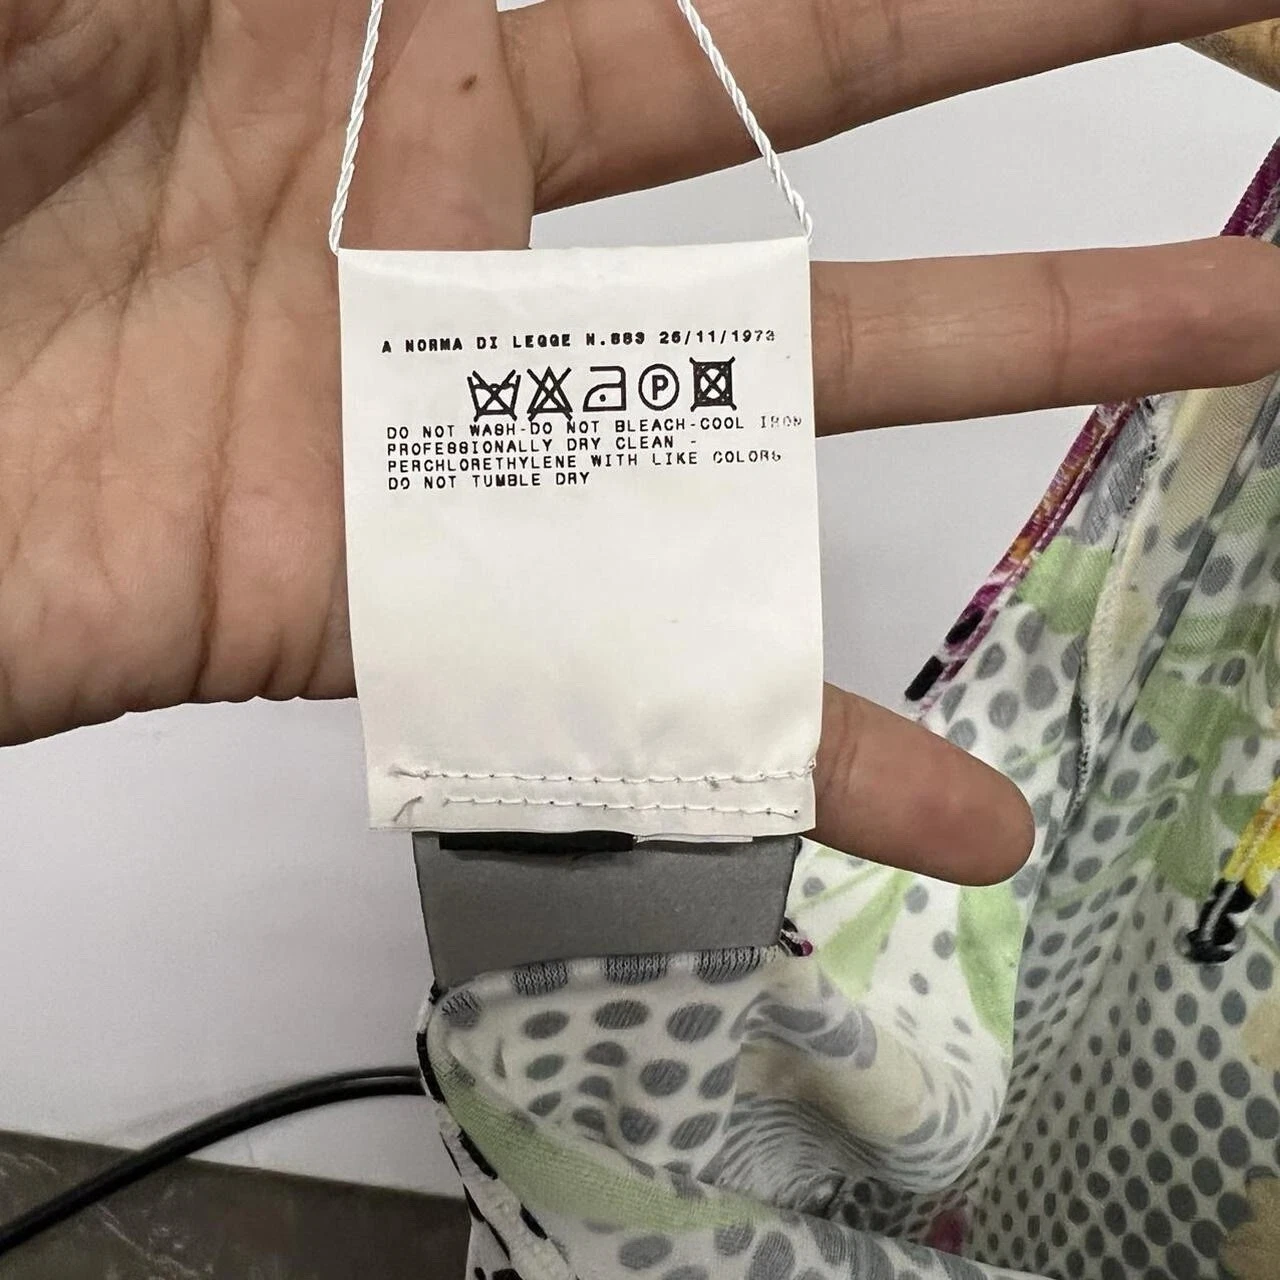 A NORMA DI LEGGE N.883 26/11/1973
P
DO NOT WASH-DO NOT BLEACH-COOL IRON
PROFESSIONALLY DRY CLEAN -
PERCHLORETHYLENE WITH LIKE COLORS
DO NOT TUMBLE DRY